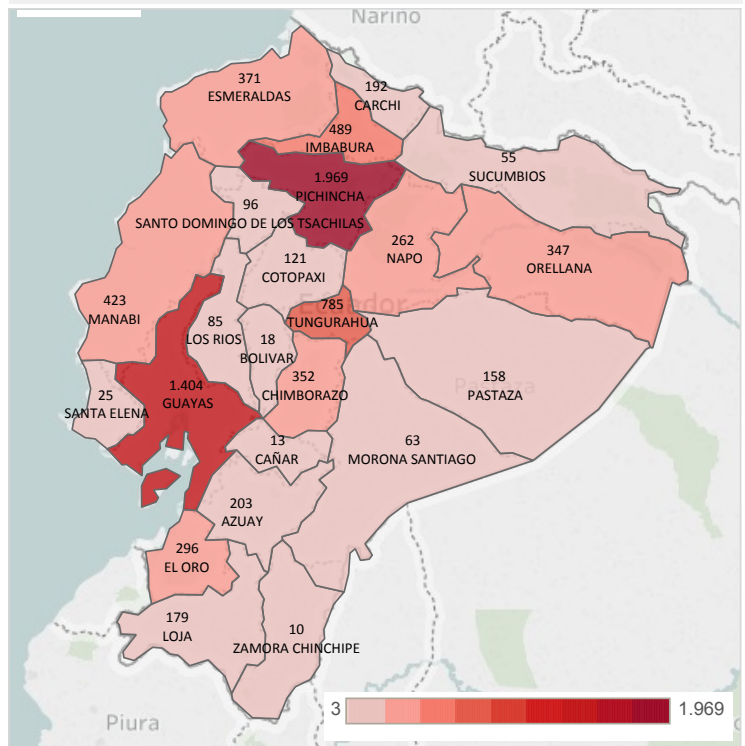 Nariño
371
ESMERALDAS
192
CARCHI
489
IMBABURA
55
SUCUMBIOS
1.969
PICHINCHA
96
SANTO DOMINGO DE LOS TSACHILAS
262
NAPO
347
ORELLANA
121
COTOPAXI
Ecuador
423
MANABI
785
TUNGURAHUA
85
LOS RIOS
18
BOLIVAR
352
CHIMBORAZO
158
PASTAZA
Pastaza
25
SANTA ELENA
1.404
GUAYAS
13
CAÑAR
63
MORONA SANTIAGO
203
AZUAY
296
EL ORO
179
LOJA
10
ZAMORA CHINCHIPE
3
1.969
Piura